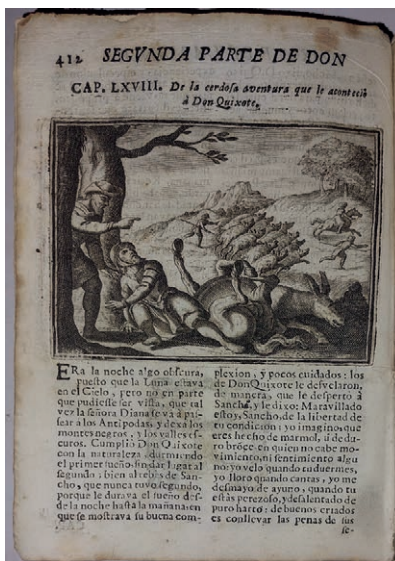 412 SEGVNDA PARTE DE DON
CAP. LXVIII. De la cerdosa aventura que le aconteciò
à Don Quixote.
ERa la noche algo obscura,
puesto que la Luna estava
en el Cielo, pero no en parte
que pudiesse ser vista, que tal
vez la señora Diana se và à pas-
sear à los Antipodas, y dexa los
montes negros, y los valles es-
curos. Cumpliò Don Quixote
con la naturaleza, durmiendo
el primer sueño, sin dar lugar al
segundo: bien al rebès de San-
cho, que nunca tuvo segundo,
porque le durava el sueño des-
de la noche hasta la mañana: en
que se mostrava su buena com-
plexion, y pocos cuidados: los
de Don Quixote le desvelaron,
de manera, que le despertò à
Sancho, y le dixo: Maravillado
estoy, Sancho, de la libertad de
tu condicion: yo imagino, que
eres hecho de marmol, ù de du-
ro brõce, en quien no cabe mo-
vimiento, ni sentimiento algu
no: yo velo quando tu duermes,
yo lloro quando cantas, yo me
desmayo de ayuno, quando tu
estàs perezoso, y desalentado de
puro harto: de buenos criados
es conllevar las penas de sus
se-